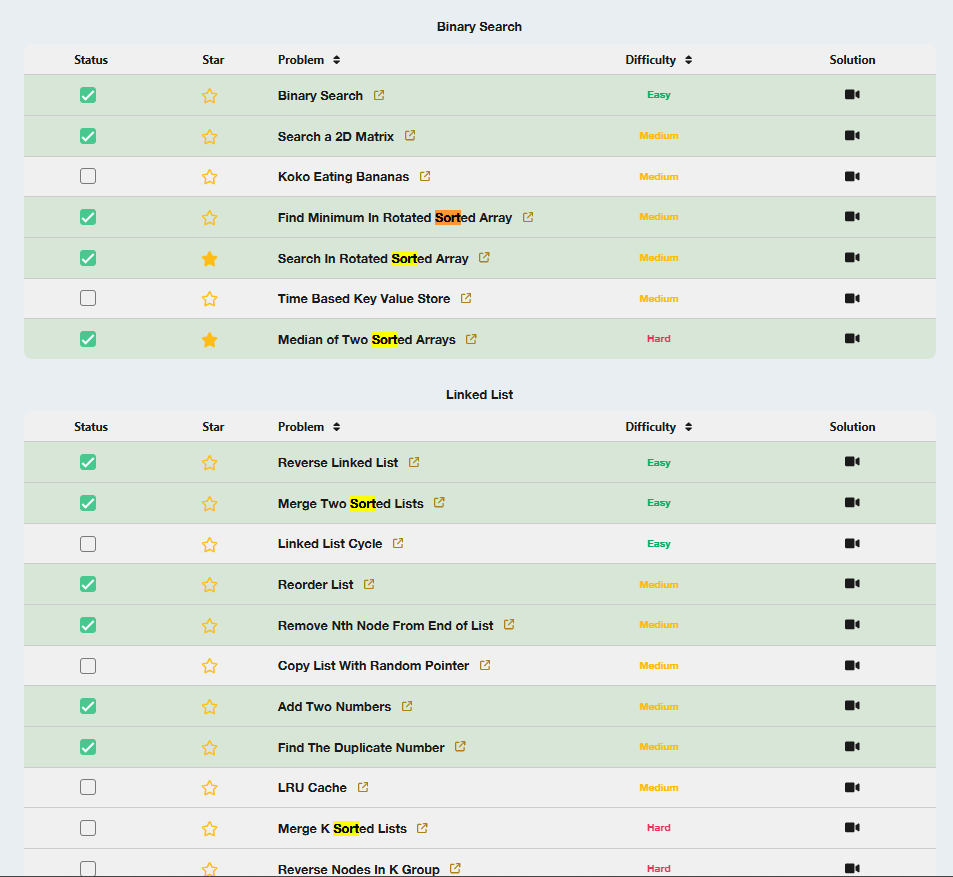 Binary Search
Status Star Problem Difficulty Solution
Binary Search Easy
Search a 2D Matrix Medium
Koko Eating Bananas Medium
Find Minimum In Rotated Sorted Array Medium
Search In Rotated Sorted Array Medium
Time Based Key Value Store Medium
Median of Two Sorted Arrays Hard
Linked List
Status Star Problem Difficulty Solution
Reverse Linked List Easy
Merge Two Sorted Lists Easy
Linked List Cycle Easy
Reorder List Medium
Remove Nth Node From End of List Medium
Copy List With Random Pointer Medium
Add Two Numbers Medium
Find The Duplicate Number Medium
LRU Cache Medium
Merge K Sorted Lists Hard
Reverse Nodes In K Group Hard